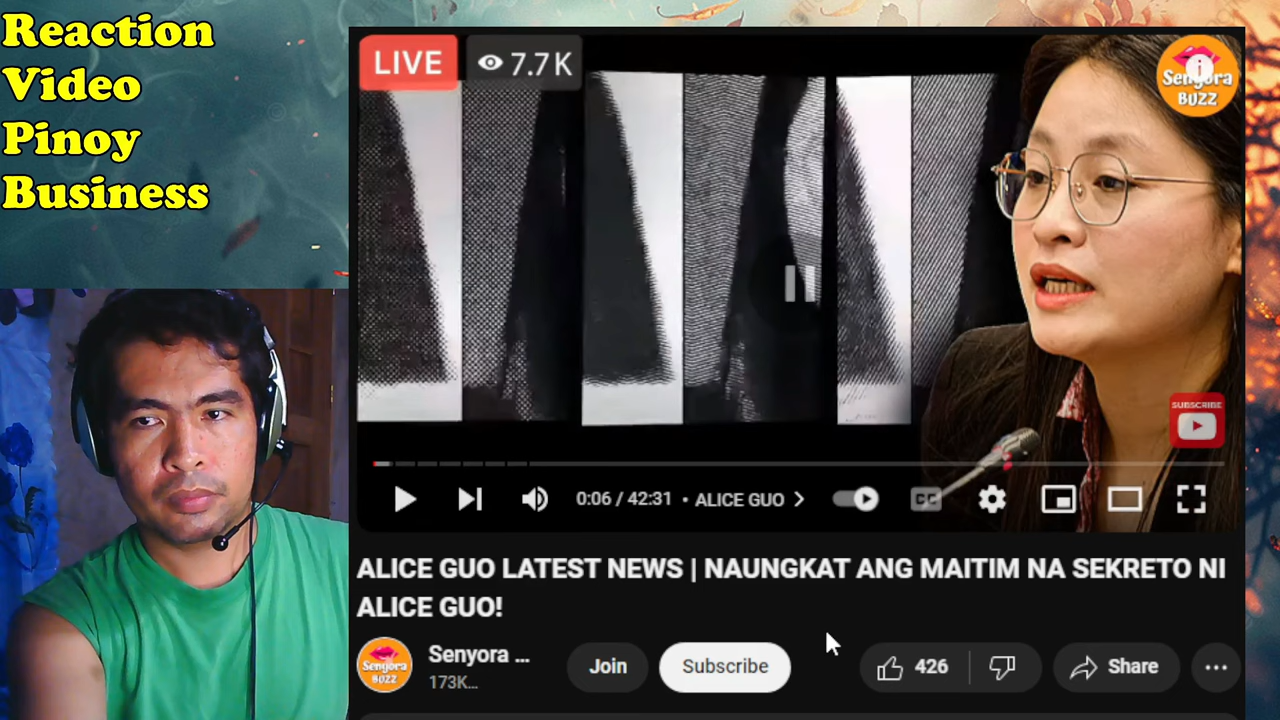 Reaction
Video
Pinoy
Business
LIVE
7.7K
Senyora
BUZZ
SUBSCRIBE
0:06 / 42:31 • ALICE GUO
CC
ALICE GUO LATEST NEWS | NAUNGKAT ANG MAITIM NA SEKRETO NI
ALICE GUO!
Senyora
BUZZ
Senyora ...
173K...
Join
Subscribe
426
Share